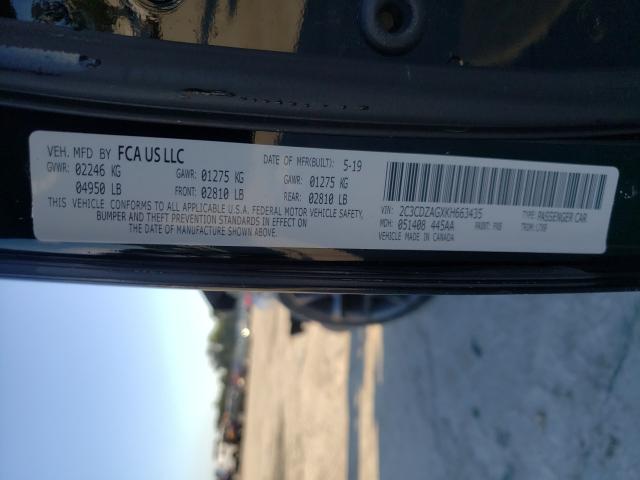 VEH. MFD BY FCA US LLC DATE OF MFR(BUILT): 5-19
GVWR: 02246 KG GAWR: 01275 KG GAWR: 01275 KG
04950 LB FRONT: 02810 LB REAR: 02810 LB
THIS VEHICLE CONFORMS TO ALL APPLICABLE U.S.A. FEDERAL MOTOR VEHICLE SAFETY,
BUMPER AND THEFT PREVENTION STANDARDS IN EFFECT ON
THE DATE OF MANUFACTURE SHOWN ABOVE.
VIN: 2C3CDZAGXKH663435 TYPE: PASSENGER CAR
MDH: 051408 445AA PAINT: TRIM:
VEHICLE MADE IN CANADA